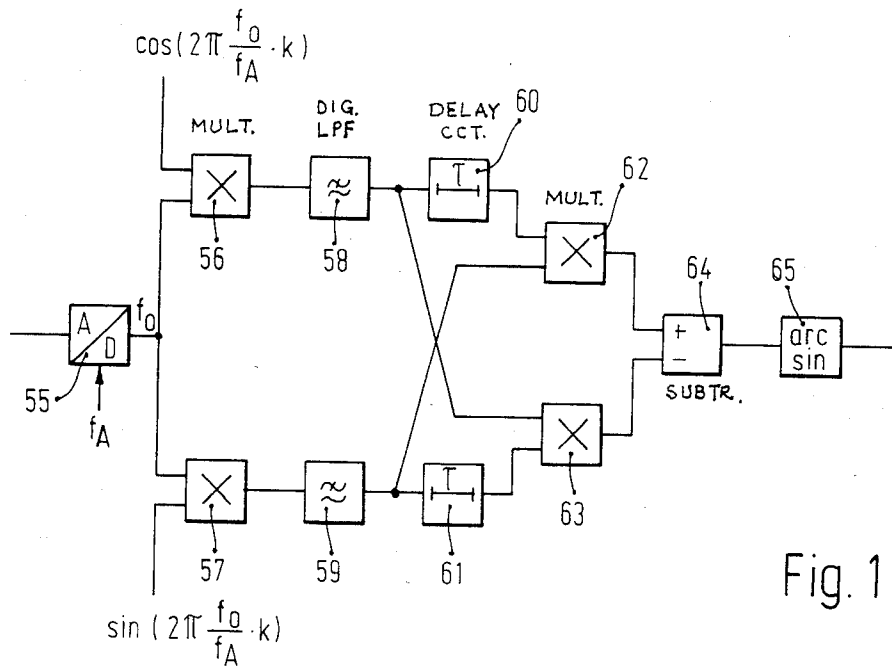 cos(2π f0/fA · k)
MULT.
DIG.
LPF
DELAY
CCT.
60
T
62
MULT.
56
58
64
65
f0
A
D
+
−
arc
sin
55
fA
SUBTR.
T
63
57
59
61
sin (2π f0/fA · k)
Fig. 1